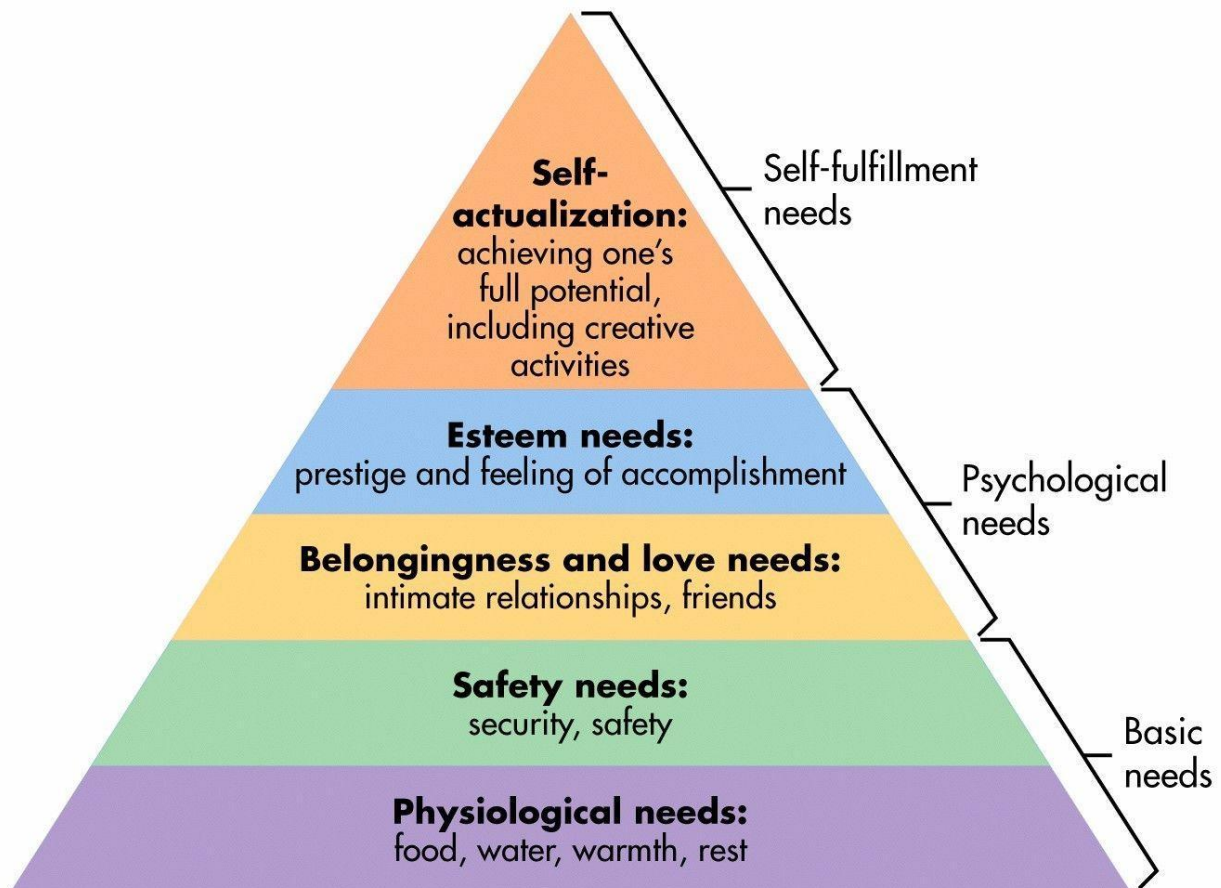 Self-
actualization:
achieving one's
full potential,
including creative
activities
Self-fulfillment
needs
Esteem needs:
prestige and feeling of accomplishment
Belongingness and love needs:
intimate relationships, friends
Psychological
needs
Safety needs:
security, safety
Physiological needs:
food, water, warmth, rest
Basic
needs